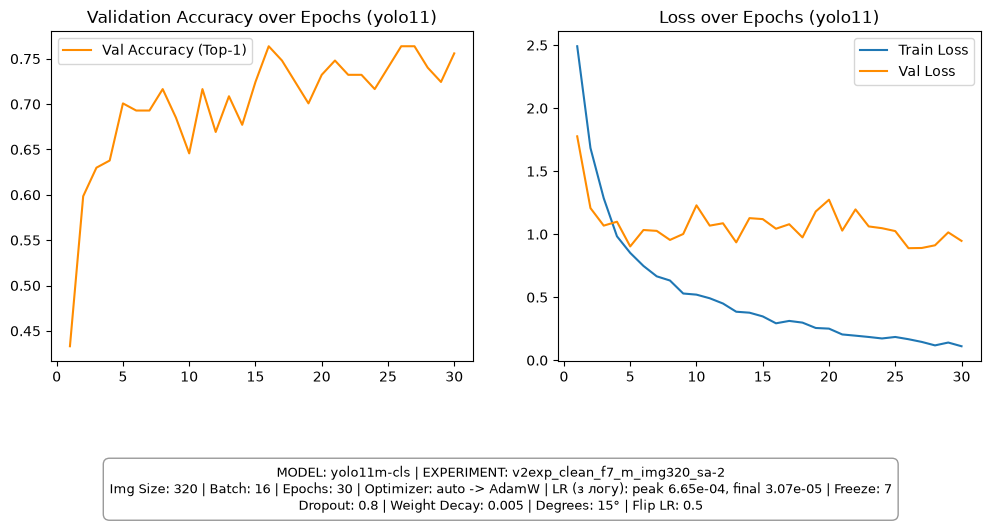 Validation Accuracy over Epochs (yolo11)
Val Accuracy (Top-1)
0.75
0.70
0.65
0.60
0.55
0.50
0.45
0 5 10 15 20 25 30
Loss over Epochs (yolo11)
Train Loss
Val Loss
2.5
2.0
1.5
1.0
0.5
0.0
0 5 10 15 20 25 30
MODEL: yolo11m-cls | EXPERIMENT: v2exp_clean_f7_m_img320_sa-2
Img Size: 320 | Batch: 16 | Epochs: 30 | Optimizer: auto -> AdamW | LR (з логу): peak 6.65e-04, final 3.07e-05 | Freeze: 7
Dropout: 0.8 | Weight Decay: 0.005 | Degrees: 15° | Flip LR: 0.5